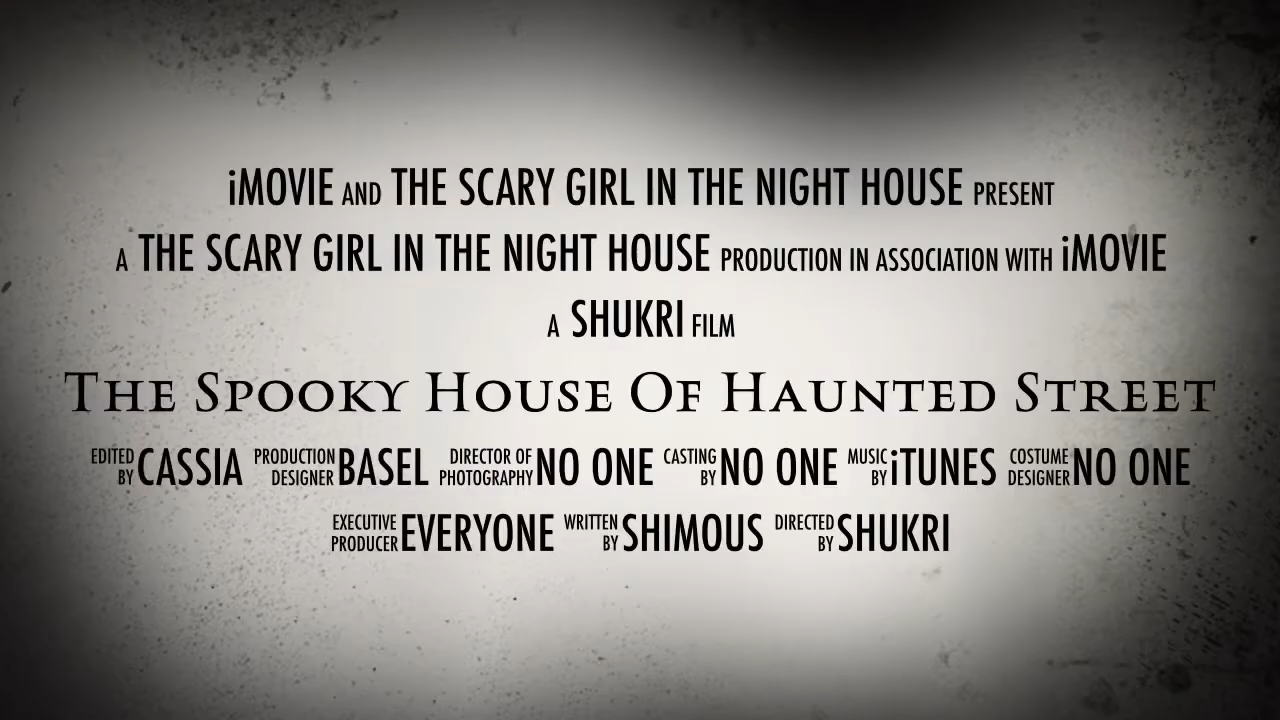 iMOVIE AND THE SCARY GIRL IN THE NIGHT HOUSE PRESENT
A THE SCARY GIRL IN THE NIGHT HOUSE PRODUCTION IN ASSOCIATION WITH iMOVIE
A SHUKRI FILM
THE SPOOKY HOUSE OF HAUNTED STREET
EDITED BY CASSIA PRODUCTION DESIGNER BASEL DIRECTOR OF PHOTOGRAPHY NO ONE CASTING BY NO ONE MUSIC BY iTUNES COSTUME DESIGNER NO ONE
EXECUTIVE PRODUCER EVERYONE WRITTEN BY SHIMOUS DIRECTED BY SHUKRI